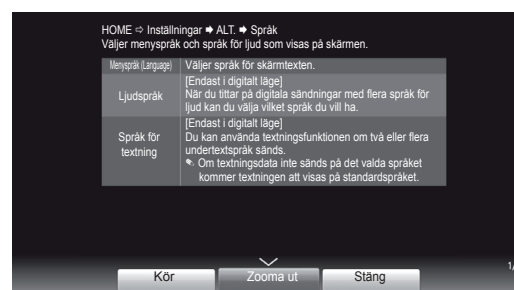 HOME ⇨ Inställningar ➡ ALT. ➡ Språk
Väljer menyspråk och språk för ljud som visas på skärmen.
Menyspråk (Language) Väljer språk för skärmtexten.
Ljudspråk
[Endast i digitalt läge]
När du tittar på digitala sändningar med flera språk för
ljud kan du välja vilket språk du vill ha.
Språk för
textning
[Endast i digitalt läge]
Du kan använda textningsfunktionen om två eller flera
undertextspråk sänds.
Om textningsdata inte sänds på det valda språket
kommer textningen att visas på standardspråket.
Kör Zooma ut Stäng
1/